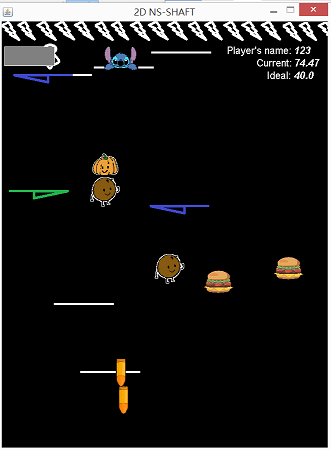 2D NS-SHAFT
Player's name: 123
Current: 74.47
Ideal: 40.0